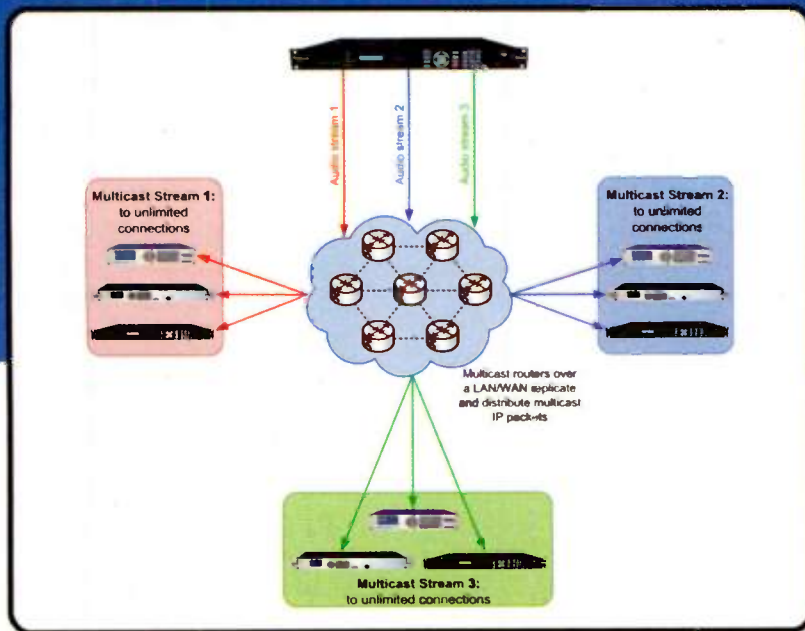 Audio stream 1
Audio stream 2
Audio stream 3
Multicast Stream 1:
to unlimited
connections
Multicast Stream 2:
to unlimited
connections
Multicast routers over
a LAN/WAN replicate
and distribute multicast
IP packets
Multicast Stream 3:
to unlimited connections